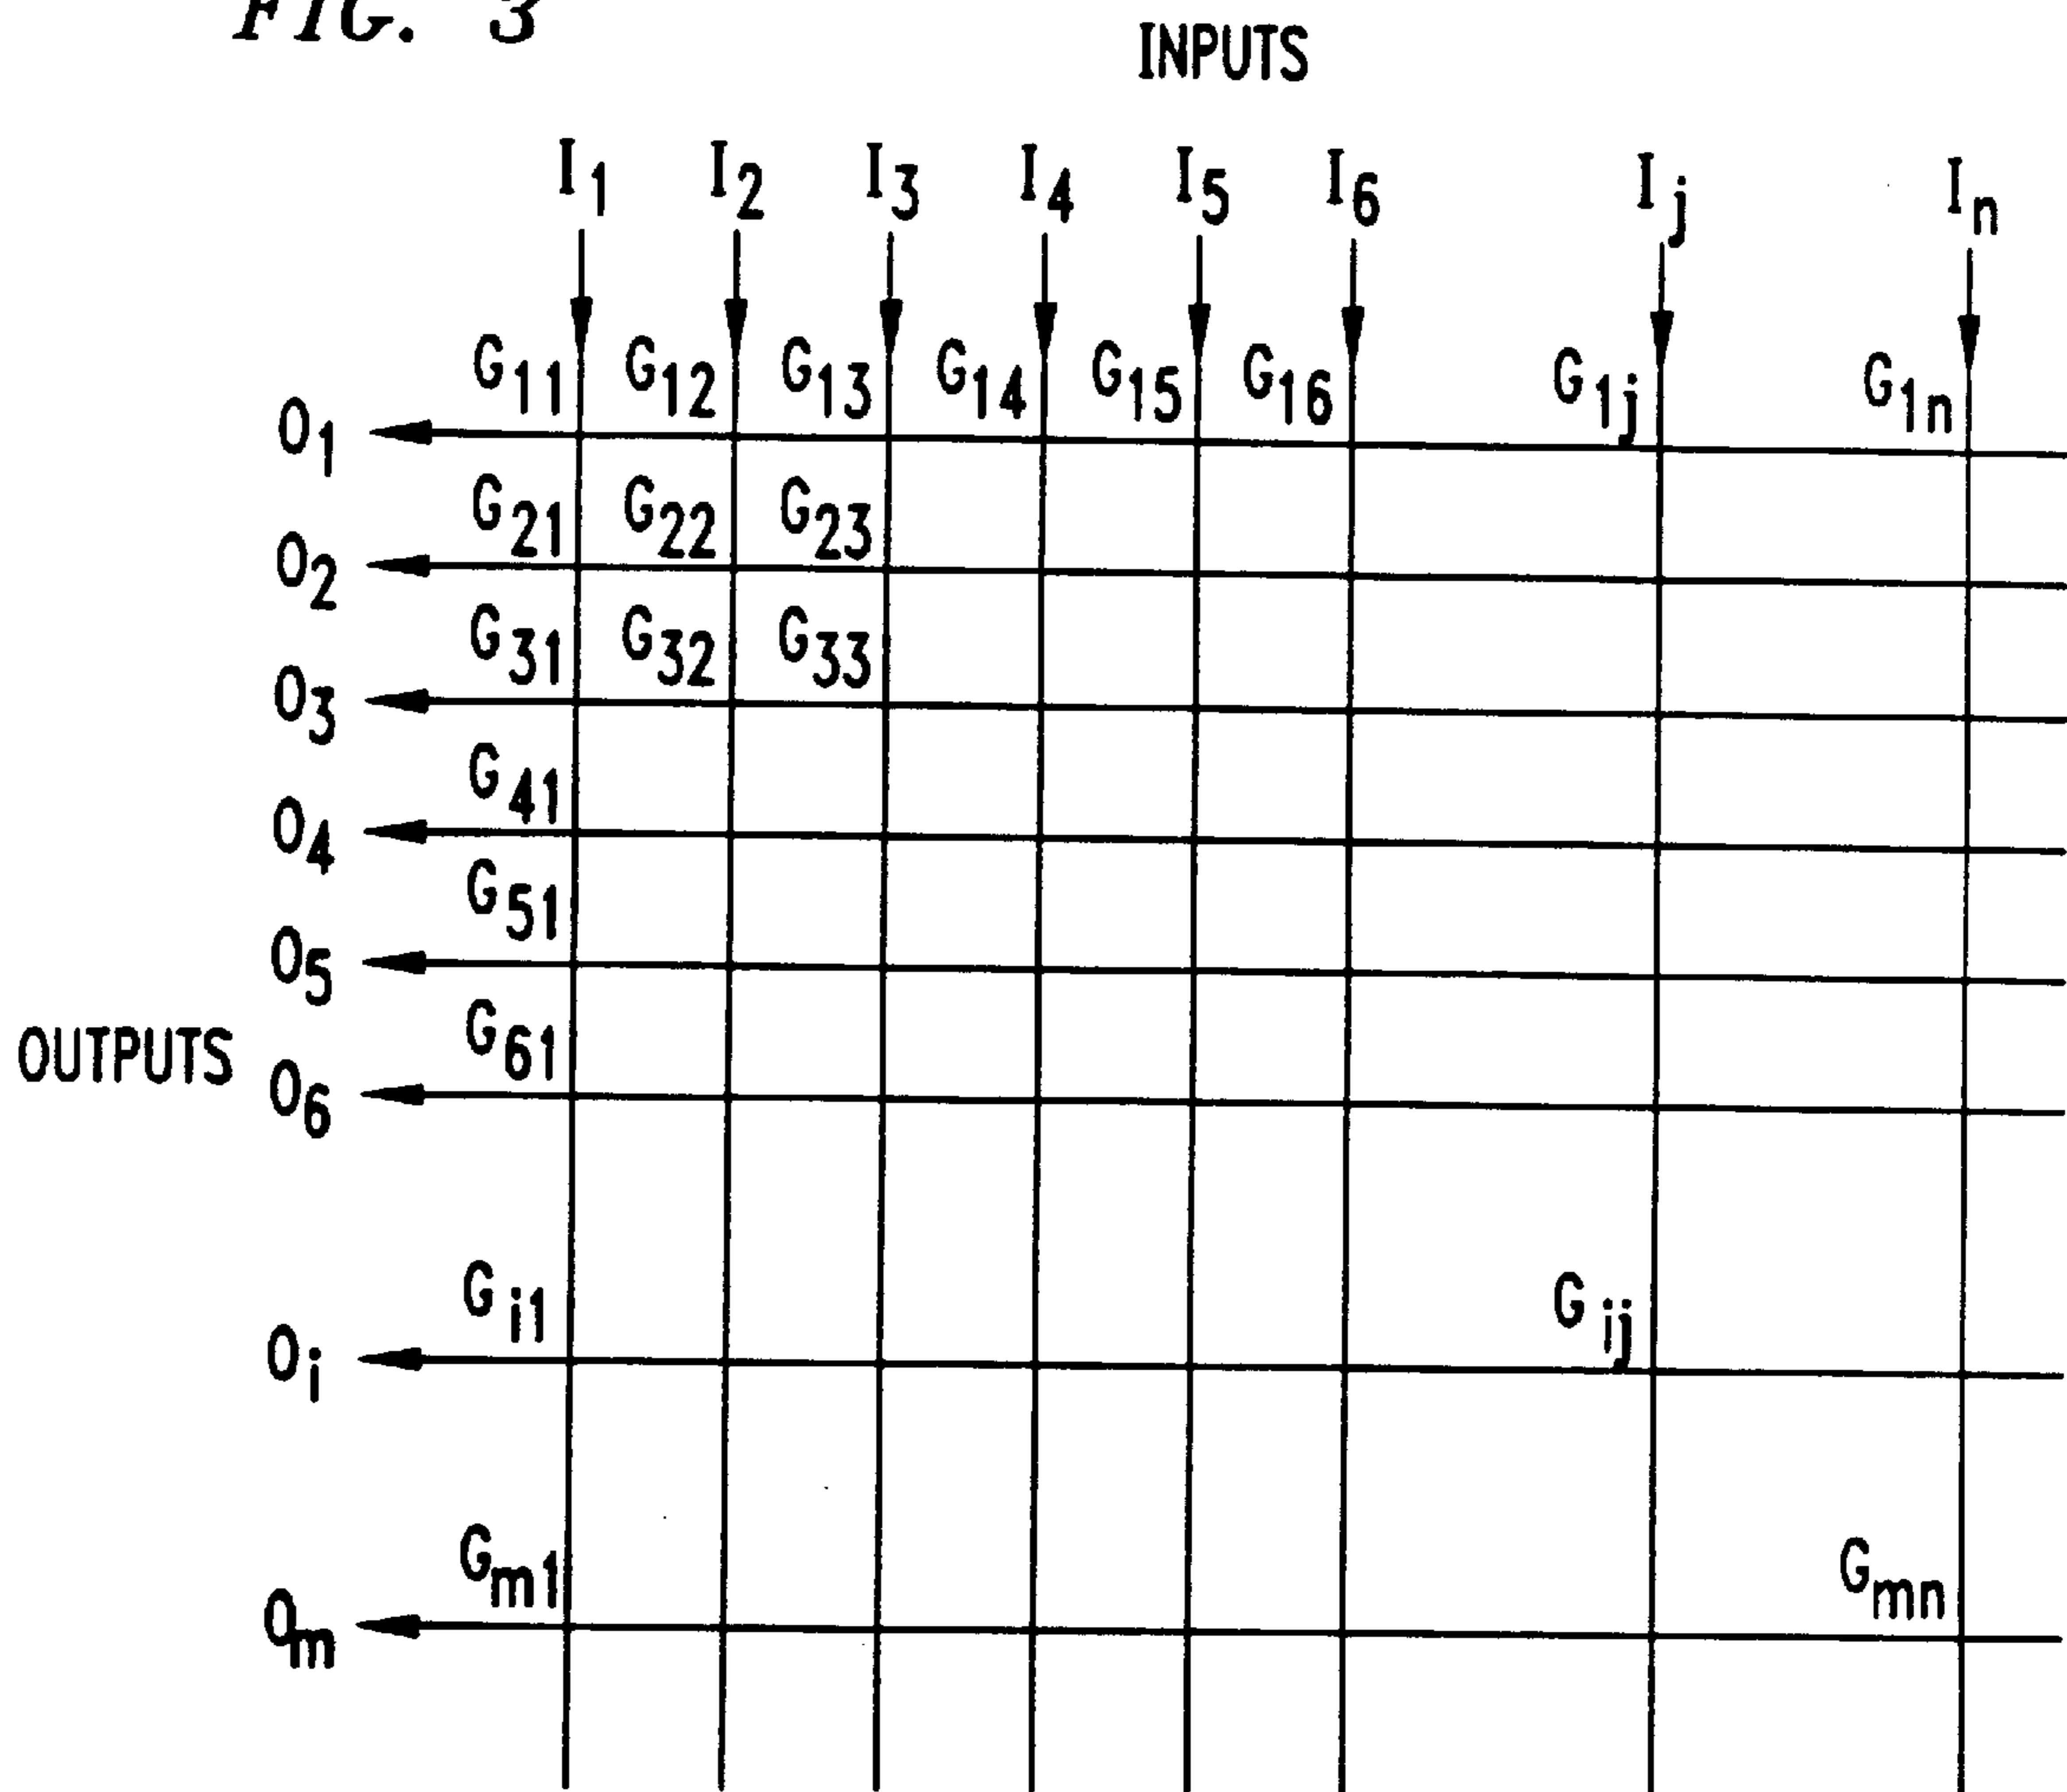 FIG. 3
INPUTS
I1 I2 I3 I4 I5 I6 Ij In
G11 G12 G13 G14 G15 G16 G1j G1n
O1
G21 G22 G23
O2
G31 G32 G33
O3
G41
O4
G51
O5
G61
OUTPUTS O6
Gi1 Gij
Oi
Gm1 Gmn
Om